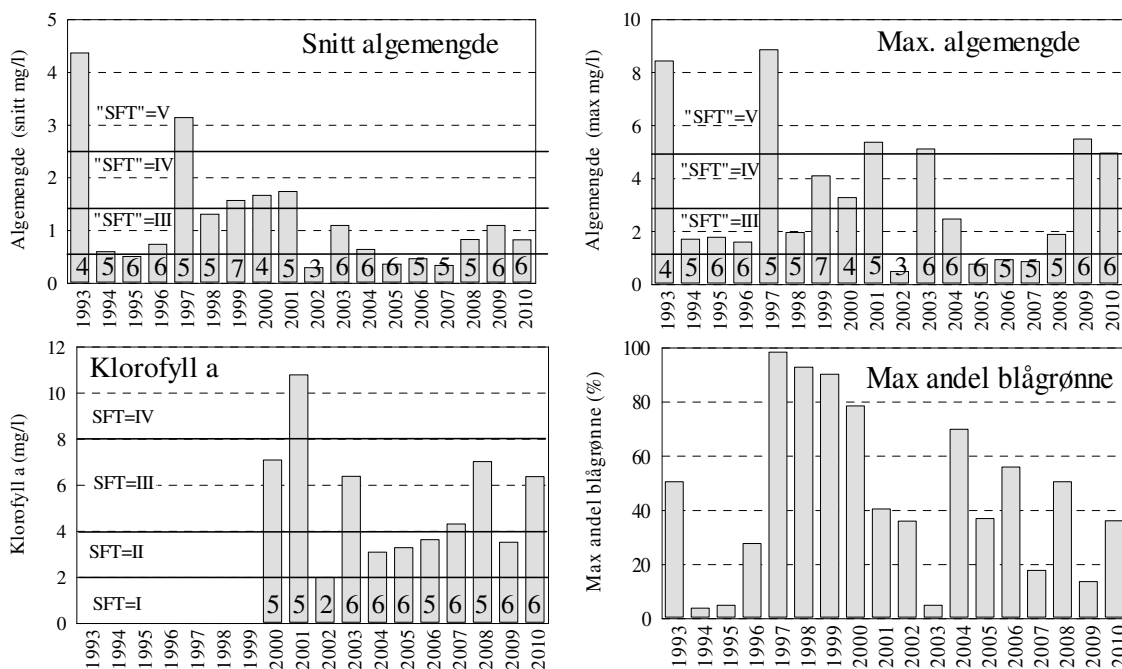 Snitt algemengde
Algemengde (snitt mg/l)
5
4
3
2
1
0
"SFT"=V
"SFT"=IV
"SFT"=III
4 5 6 6 5 5 7 4 5 3 6 6 6 6 5 5 6 6
1993 1994 1995 1996 1997 1998 1999 2000 2001 2002 2003 2004 2005 2006 2007 2008 2009 2010
Max. algemengde
Algemengde (max mg/l)
10
8
6
4
2
0
"SFT"=V
"SFT"=IV
"SFT"=III
4 5 6 6 5 5 7 4 5 3 6 6 6 5 5 5 6 6
1993 1994 1995 1996 1997 1998 1999 2000 2001 2002 2003 2004 2005 2006 2007 2008 2009 2010
Klorofyll a
Klorofyll a (mg/l)
12
10
8
6
4
2
0
SFT=IV
SFT=III
SFT=II
SFT=I
5 5 2 6 6 6 5 6 5 6 6
1993 1994 1995 1996 1997 1998 1999 2000 2001 2002 2003 2004 2005 2006 2007 2008 2009 2010
Max andel blågrønne
Max andel blågrønne (%)
100
80
60
40
20
0
1993 1994 1995 1996 1997 1998 1999 2000 2001 2002 2003 2004 2005 2006 2007 2008 2009 2010